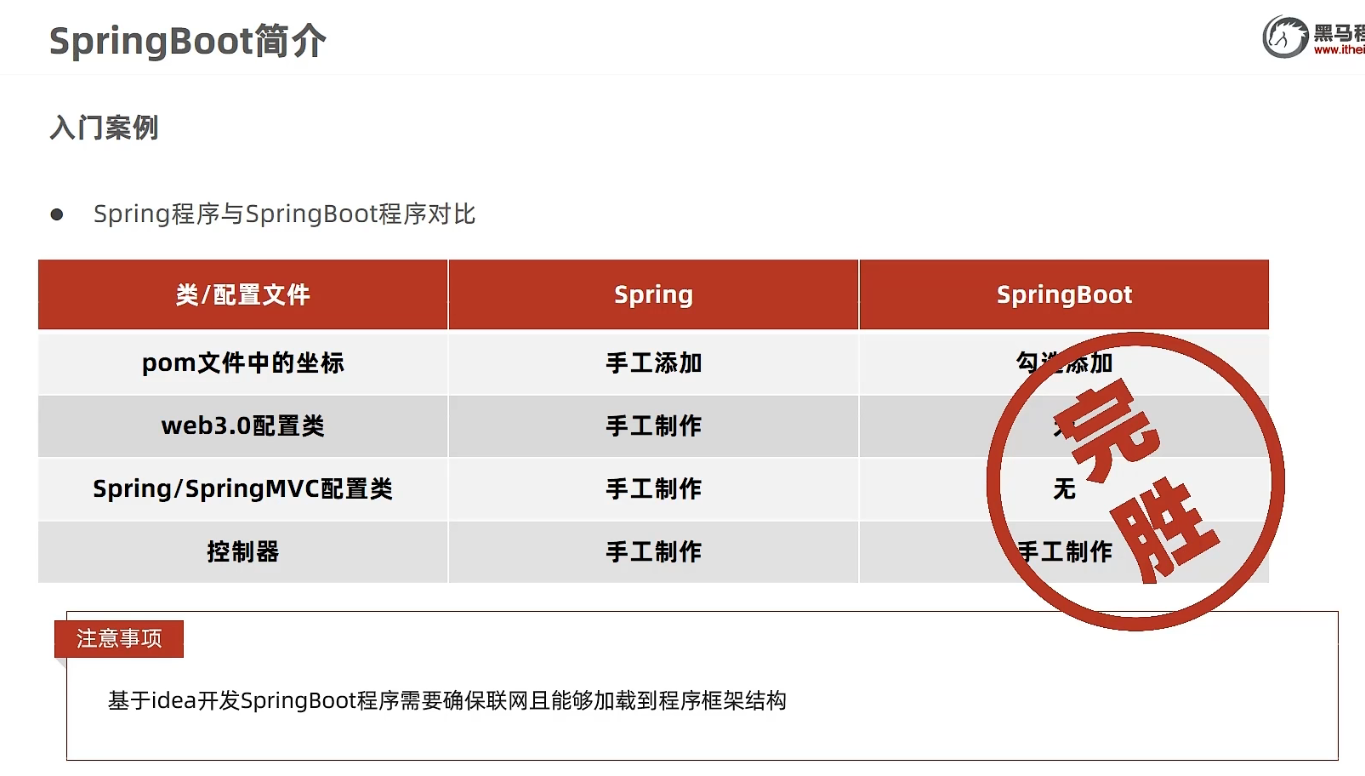 SpringBoot简介
黑马程
www.ithei
入门案例
● Spring程序与SpringBoot程序对比
类/配置文件 Spring SpringBoot
pom文件中的坐标 手工添加 勾选添加
web3.0配置类 手工制作
Spring/SpringMVC配置类 手工制作 无
控制器 手工制作 手工制作
完胜
注意事项
基于idea开发SpringBoot程序需要确保联网且能够加载到程序框架结构